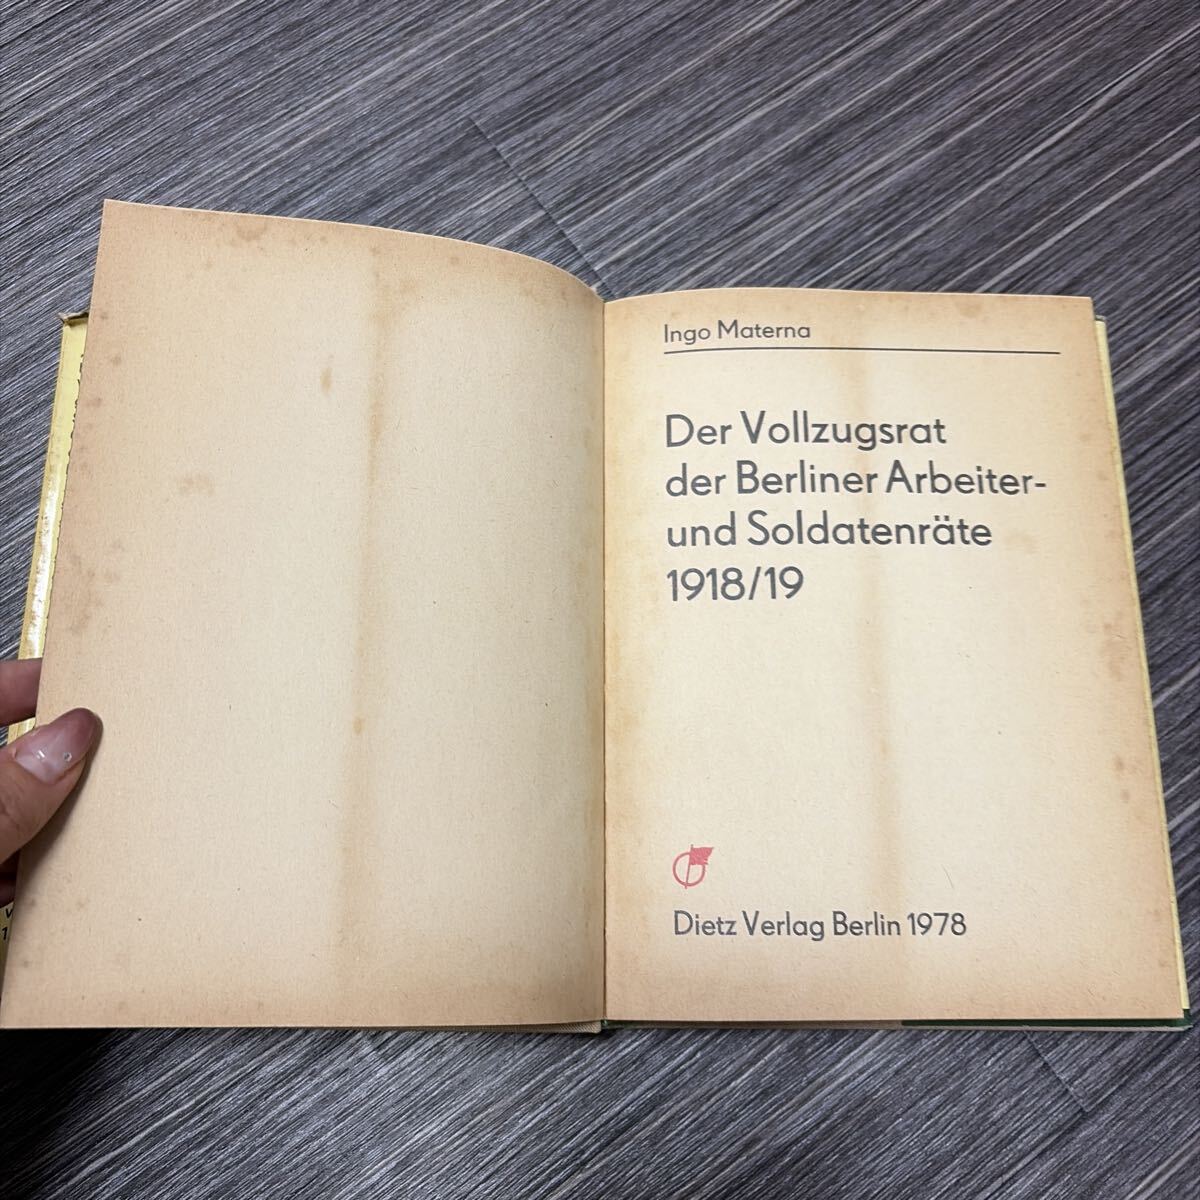 Ingo Materna
Der Vollzugsrat
der Berliner Arbeiter-
und Soldatenräte
1918/19
Dietz Verlag Berlin 1978